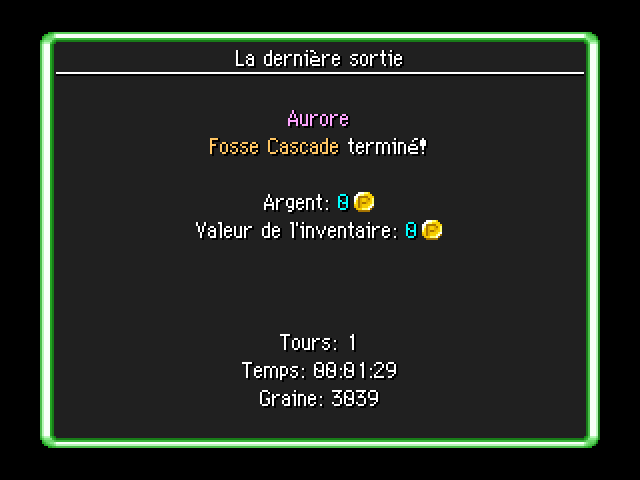 La dernière sortie
Aurore
Fosse Cascade terminé!
Argent: 0
Valeur de l'inventaire: 0
Tours: 1
Temps: 00:01:29
Graine: 3039